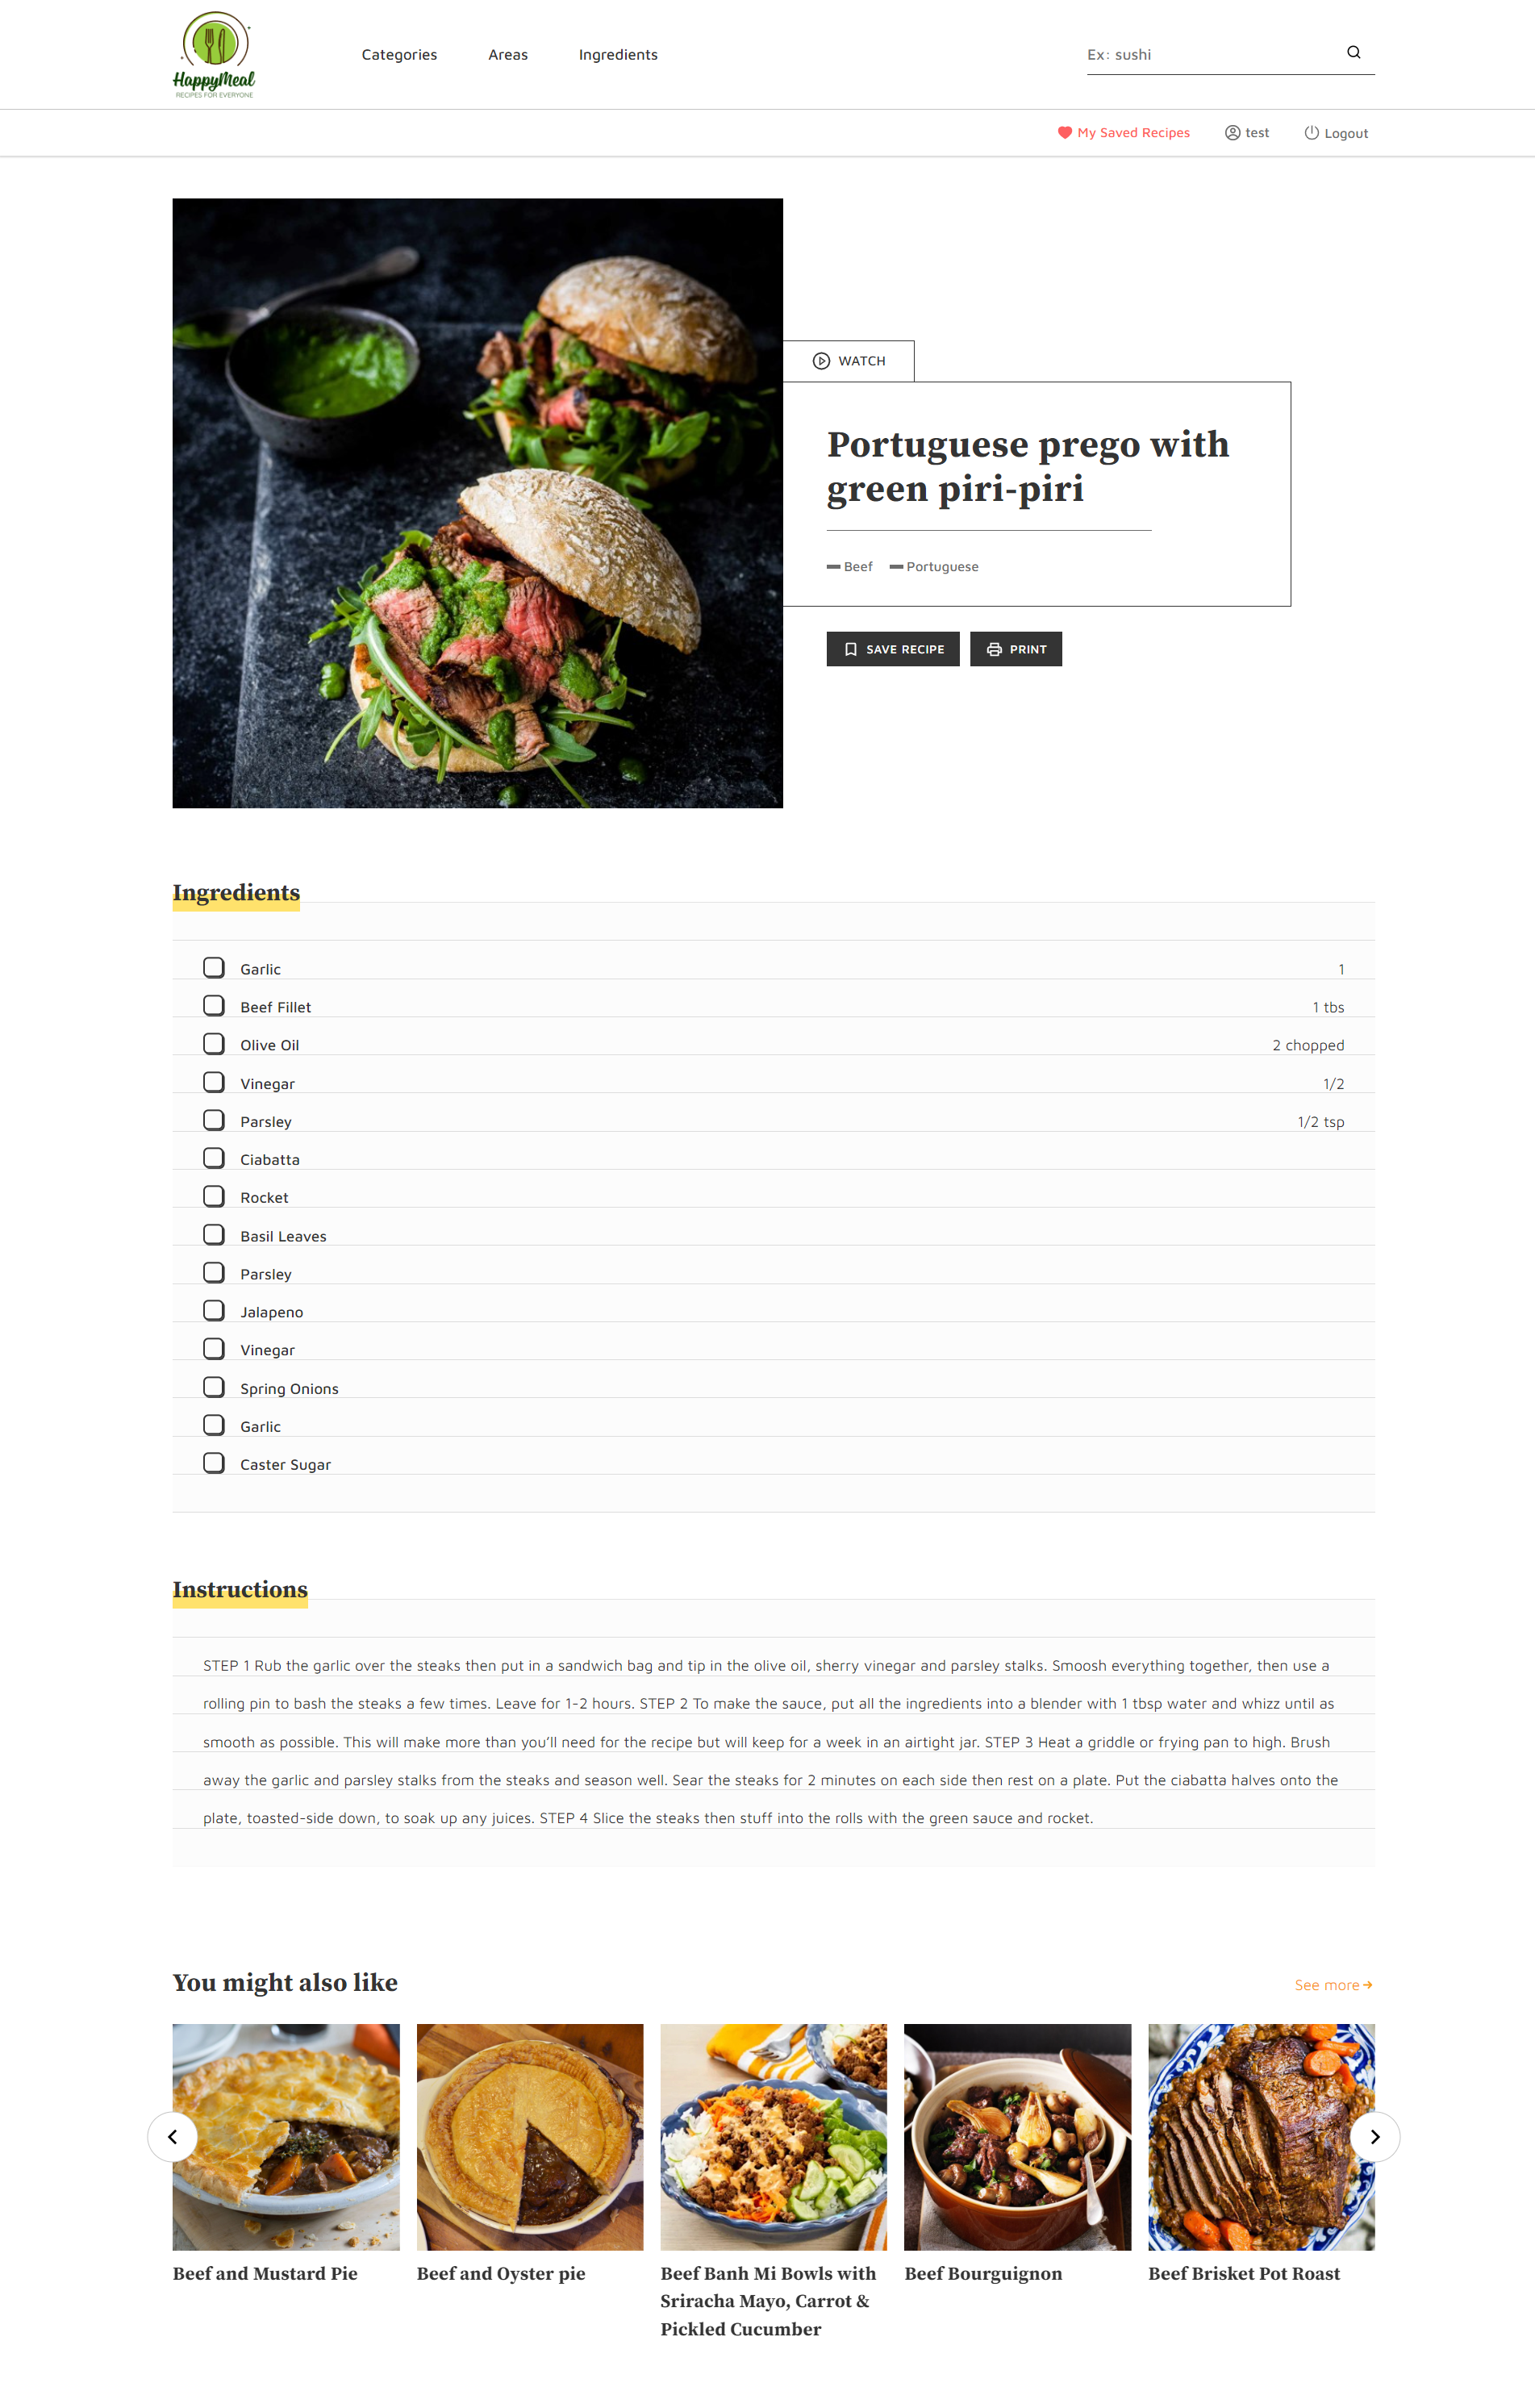 HappyMeal
RECIPES FOR EVERYONE
Categories Areas Ingredients
Ex: sushi
My Saved Recipes test Logout
WATCH
Portuguese prego with
green piri-piri
Beef Portuguese
SAVE RECIPE PRINT
Ingredients
Garlic 1
Beef Fillet 1 tbs
Olive Oil 2 chopped
Vinegar 1/2
Parsley 1/2 tsp
Ciabatta
Rocket
Basil Leaves
Parsley
Jalapeno
Vinegar
Spring Onions
Garlic
Caster Sugar
Instructions
STEP 1 Rub the garlic over the steaks then put in a sandwich bag and tip in the olive oil, sherry vinegar and parsley stalks. Smoosh everything together, then use a
rolling pin to bash the steaks a few times. Leave for 1-2 hours. STEP 2 To make the sauce, put all the ingredients into a blender with 1 tbsp water and whizz until as
smooth as possible. This will make more than you’ll need for the recipe but will keep for a week in an airtight jar. STEP 3 Heat a griddle or frying pan to high. Brush
away the garlic and parsley stalks from the steaks and season well. Sear the steaks for 2 minutes on each side then rest on a plate. Put the ciabatta halves onto the
plate, toasted-side down, to soak up any juices. STEP 4 Slice the steaks then stuff into the rolls with the green sauce and rocket.
You might also like
See more
Beef and Mustard Pie
Beef and Oyster pie
Beef Banh Mi Bowls with
Sriracha Mayo, Carrot &
Pickled Cucumber
Beef Bourguignon
Beef Brisket Pot Roast